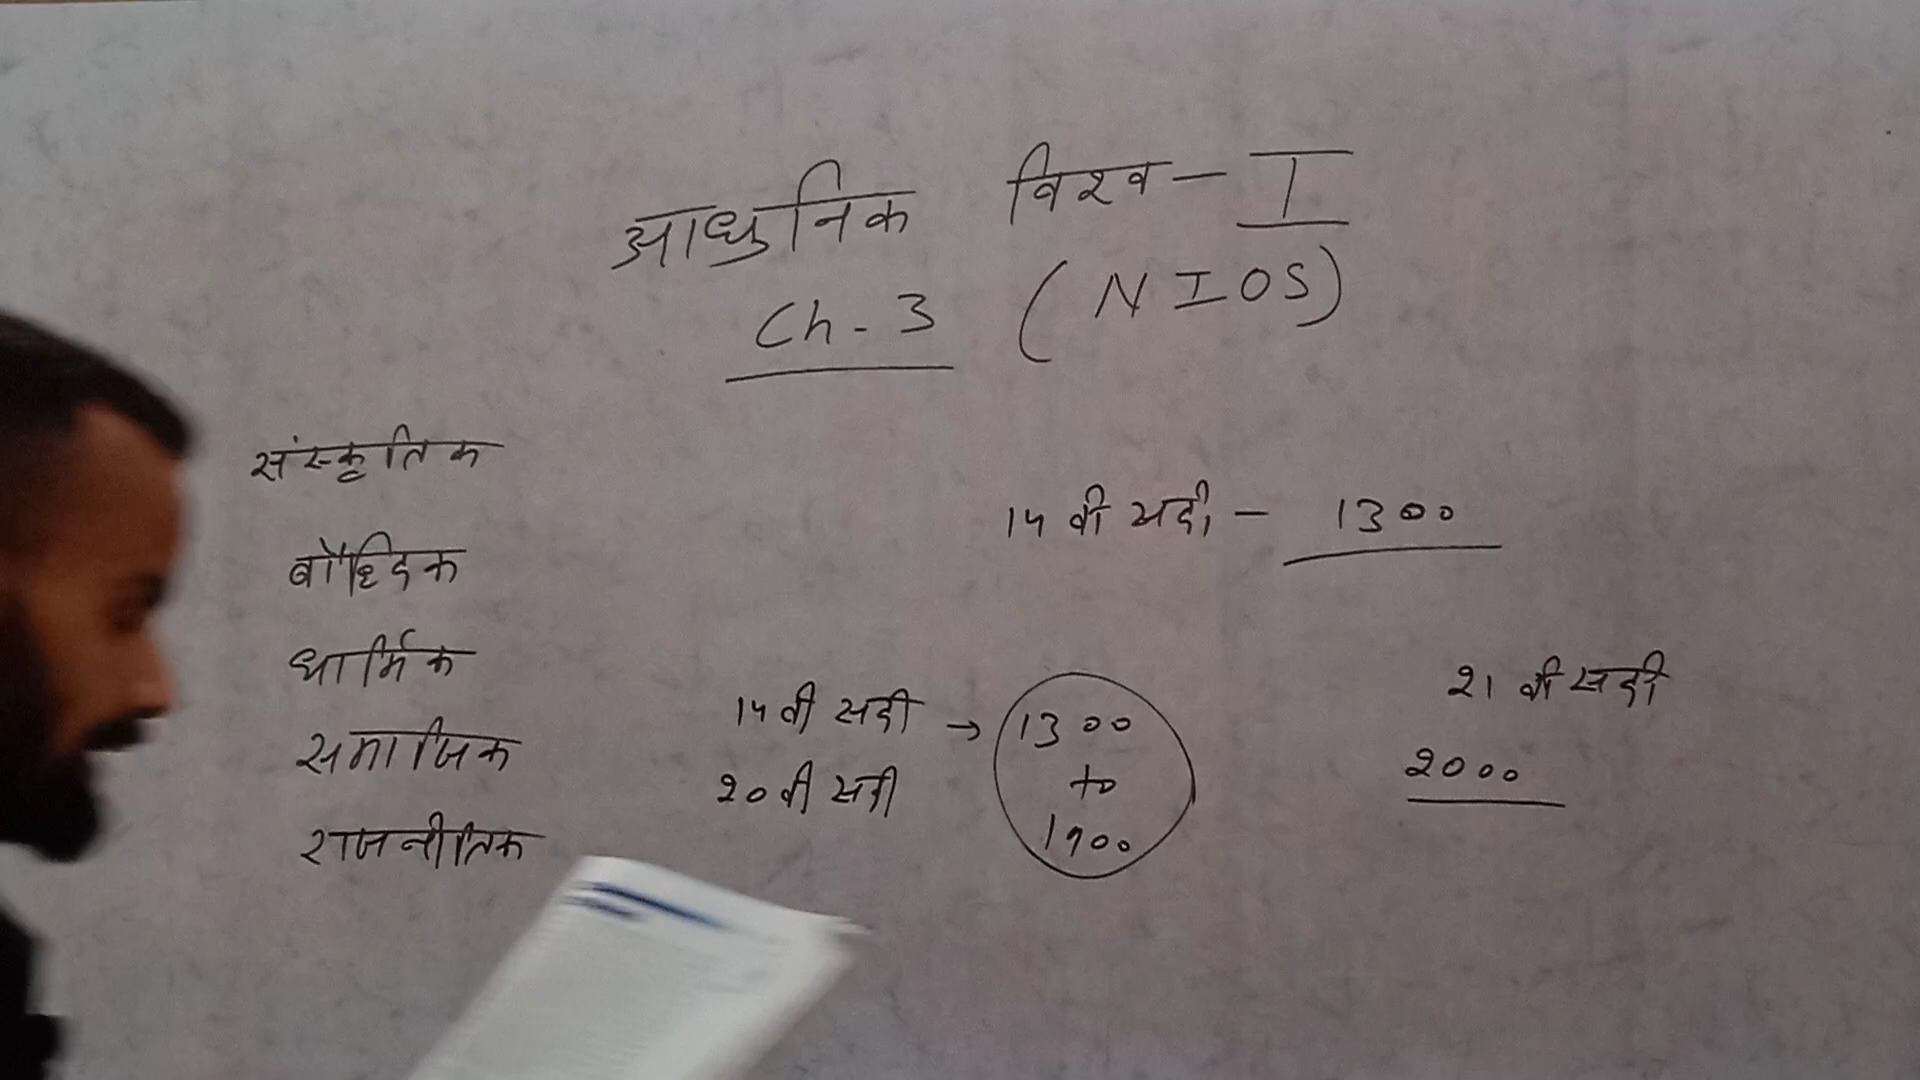 आधुनिक विश्व - I
Ch - 3 (NIOS)
संस्कृतिक
बौद्धिक
धार्मिक
समाजिक
राजनीतिक
14 वी सदी - 1300
14 वी सदी → 1300
20 वी सदी to
1900
21 वी सदी
2000